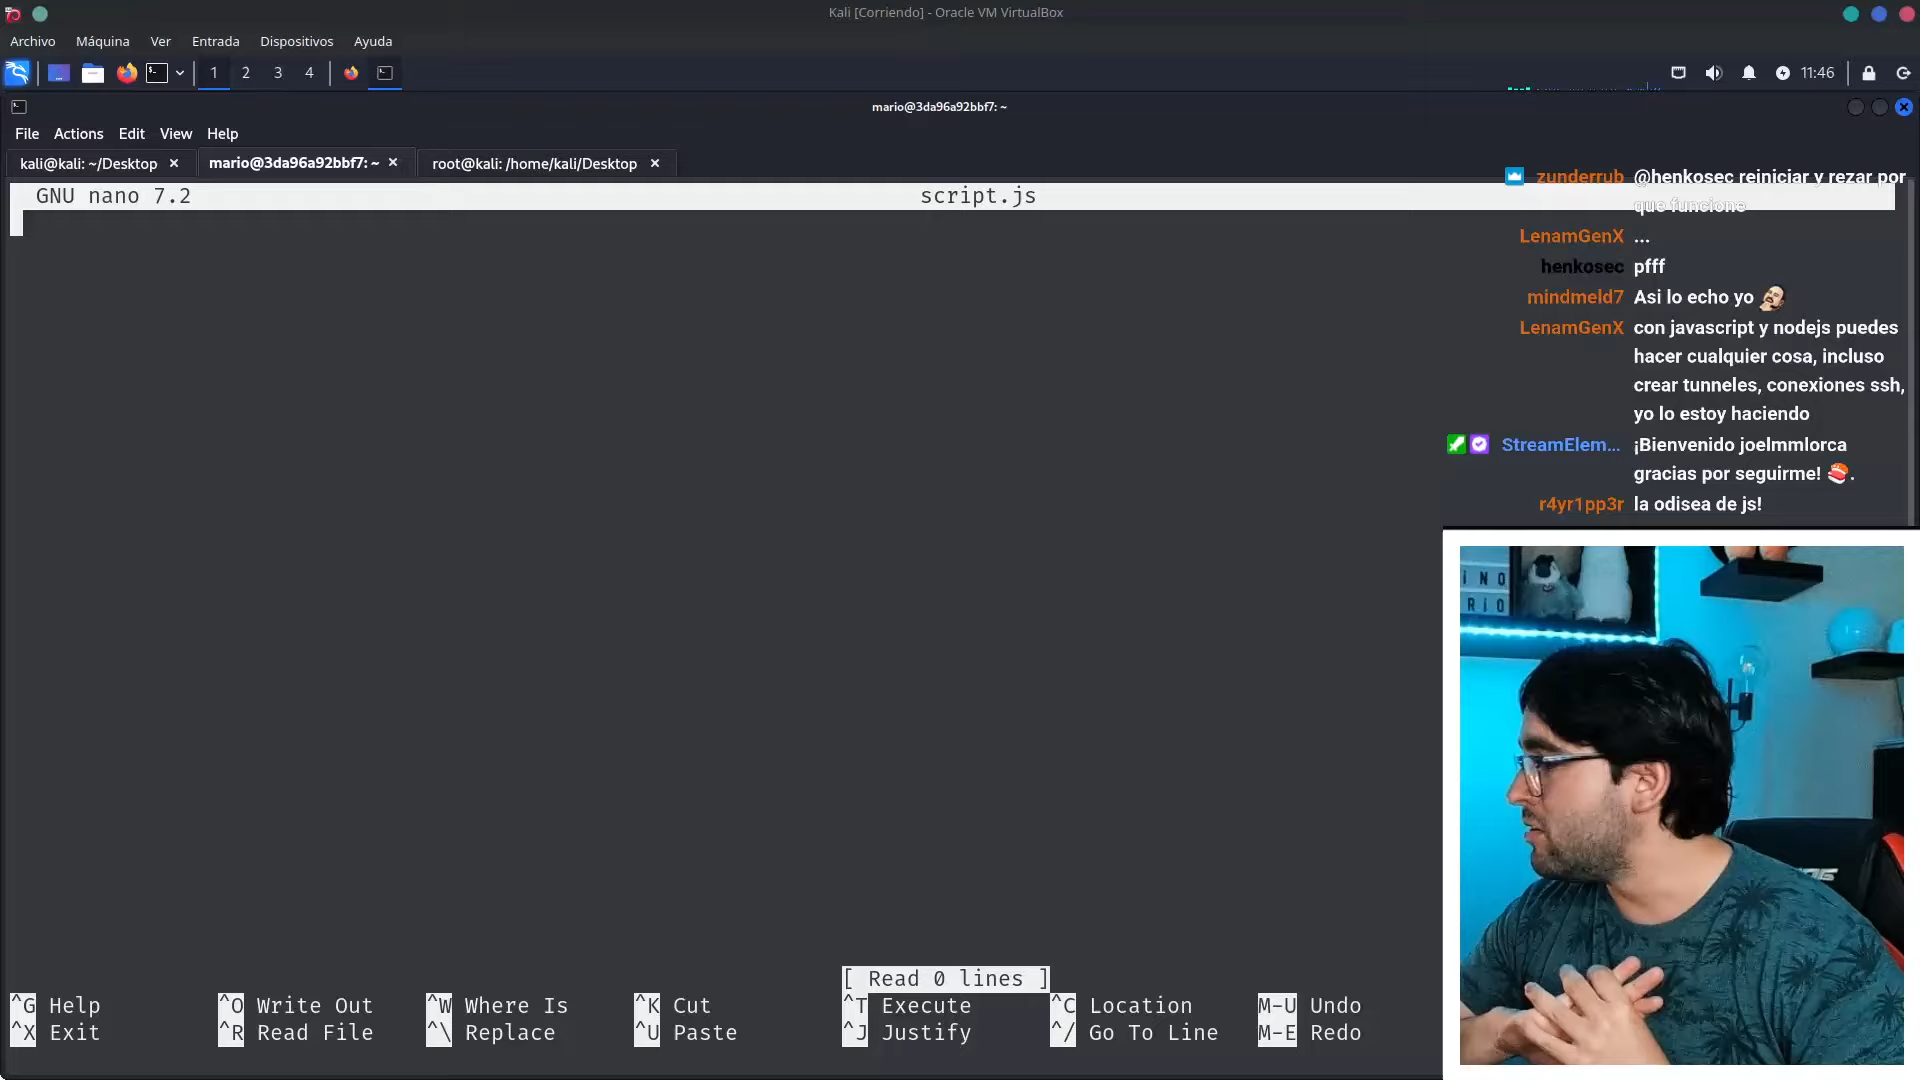 Kali [Corriendo] - Oracle VM VirtualBox
Archivo Máquina Ver Entrada Dispositivos Ayuda
1 2 3 4 11:46
mario@3da96a92bbf7: ~
File Actions Edit View Help
kali@kali: ~/Desktop × mario@3da96a92bbf7: ~ × root@kali: /home/kali/Desktop ×
GNU nano 7.2 script.js
zunderrub @henkosec reiniciar y rezar por
que funcione
LenamGenX ...
henkosec pfff
mindmeld7 Asi lo echo yo
LenamGenX con javascript y nodejs puedes
hacer cualquier cosa, incluso
crear tunneles, conexiones ssh,
yo lo estoy haciendo
StreamElem... ¡Bienvenido joelmmlorca
gracias por seguirme! 🍣.
r4yr1pp3r la odisea de js!
INO
RIO
[ Read 0 lines ]
^G Help ^O Write Out ^W Where Is ^K Cut ^T Execute ^C Location M-U Undo
^X Exit ^R Read File ^\ Replace ^U Paste ^J Justify ^/ Go To Line M-E Redo